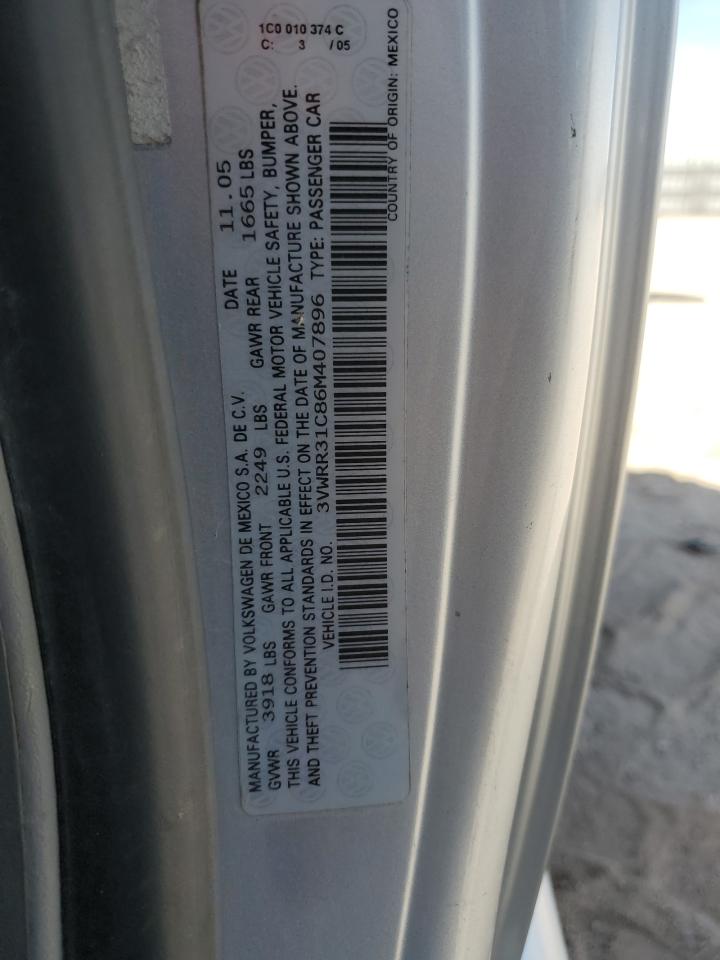 MANUFACTURED BY VOLKSWAGEN DE MEXICO S.A. DE C.V. DATE 11.05
GVWR 3918 LBS GAWR FRONT 2249 LBS GAWR REAR 1665 LBS
THIS VEHICLE CONFORMS TO ALL APPLICABLE U.S. FEDERAL MOTOR VEHICLE SAFETY, BUMPER,
AND THEFT PREVENTION STANDARDS IN EFFECT ON THE DATE OF MANUFACTURE SHOWN ABOVE.
VEHICLE I.D. NO. 3VWRR31C86M407896 TYPE: PASSENGER CAR
COUNTRY OF ORIGIN: MEXICO
1C0 010 374 C
C: 3 /05